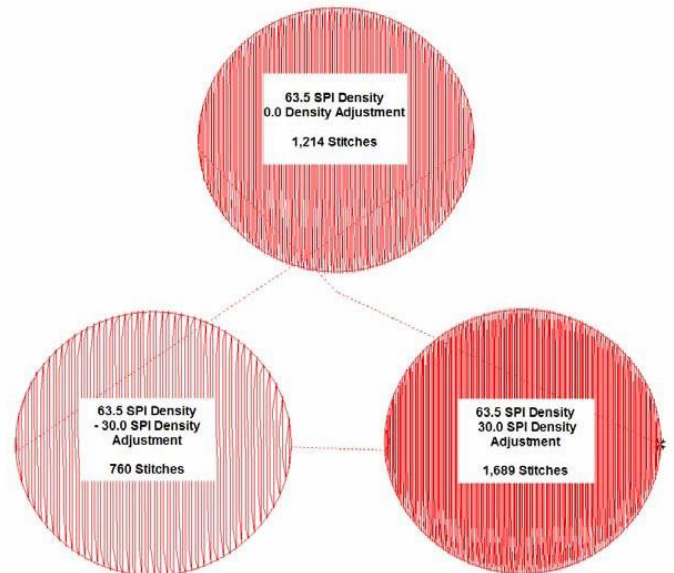 63.5 SPI Density
0.0 Density Adjustment
1,214 Stitches
63.5 SPI Density
- 30.0 SPI Density
Adjustment
760 Stitches
63.5 SPI Density
30.0 SPI Density
Adjustment
1,689 Stitches